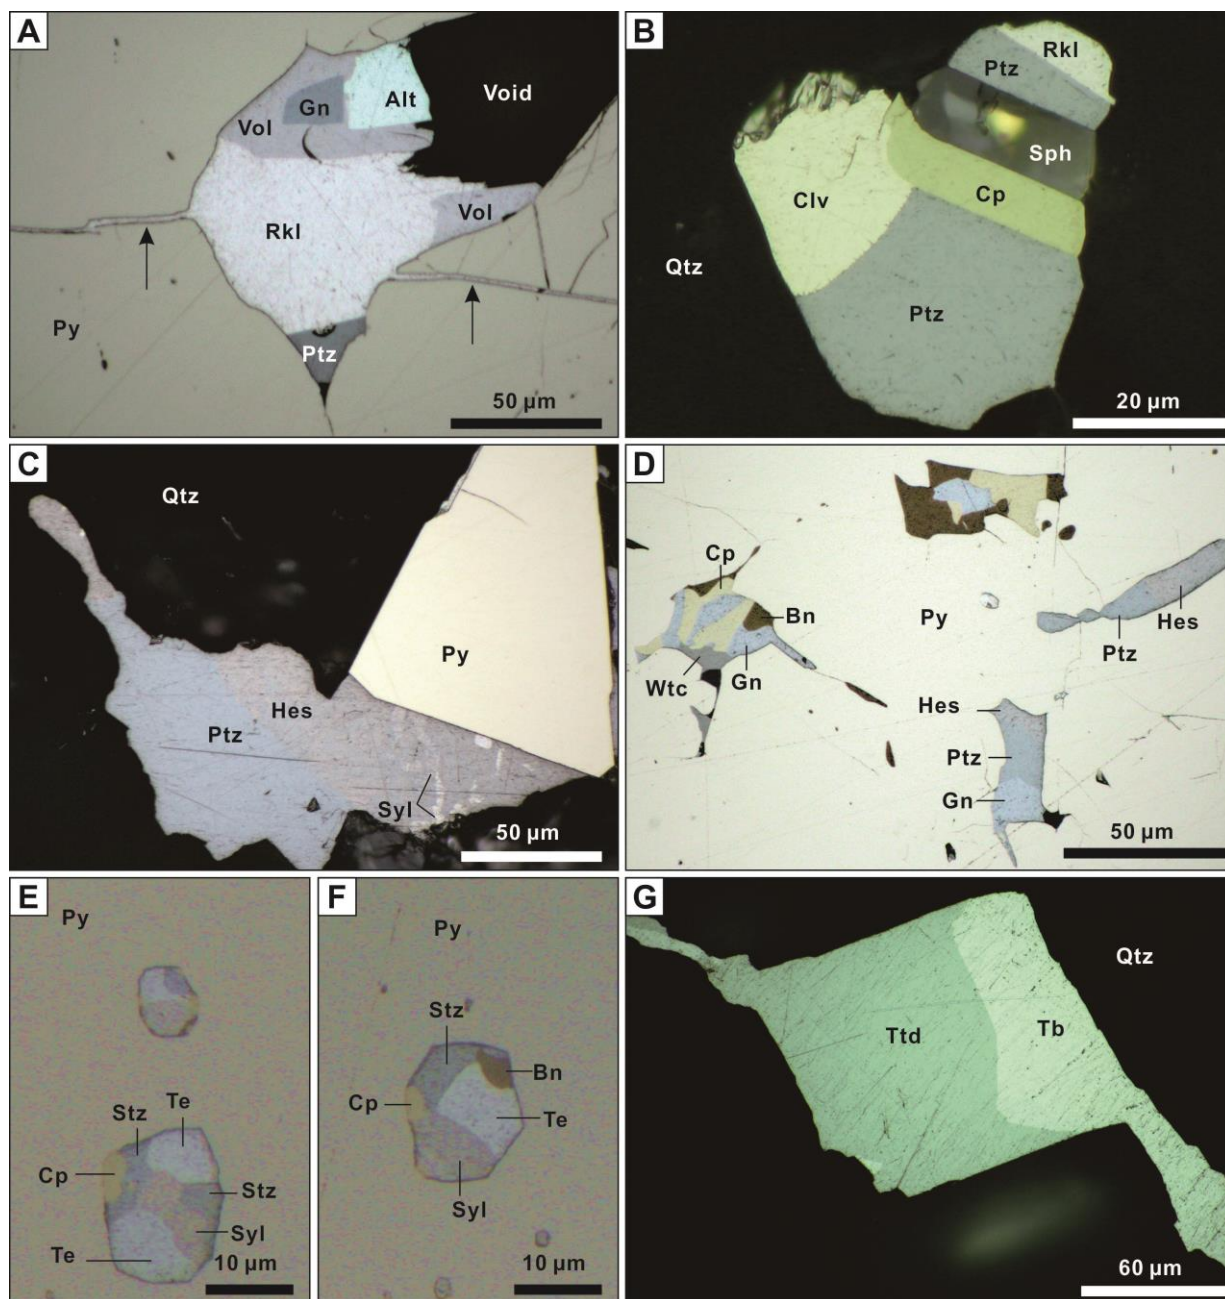 A
Void
Gn
Alt
Vol
Rkl
Vol
Py
Ptz
50 µm
B
Rkl
Ptz
Sph
Clv
Cp
Qtz
Ptz
20 µm
C
Qtz
Py
Hes
Ptz
Syl
50 µm
D
Cp
Bn
Py
Hes
Ptz
Wtc
Gn
Hes
Ptz
Gn
50 µm
E
Py
Te
Stz
Cp
Stz
Syl
Te
10 µm
F
Py
Stz
Bn
Cp
Te
Syl
10 µm
G
Qtz
Ttd
Tb
60 µm